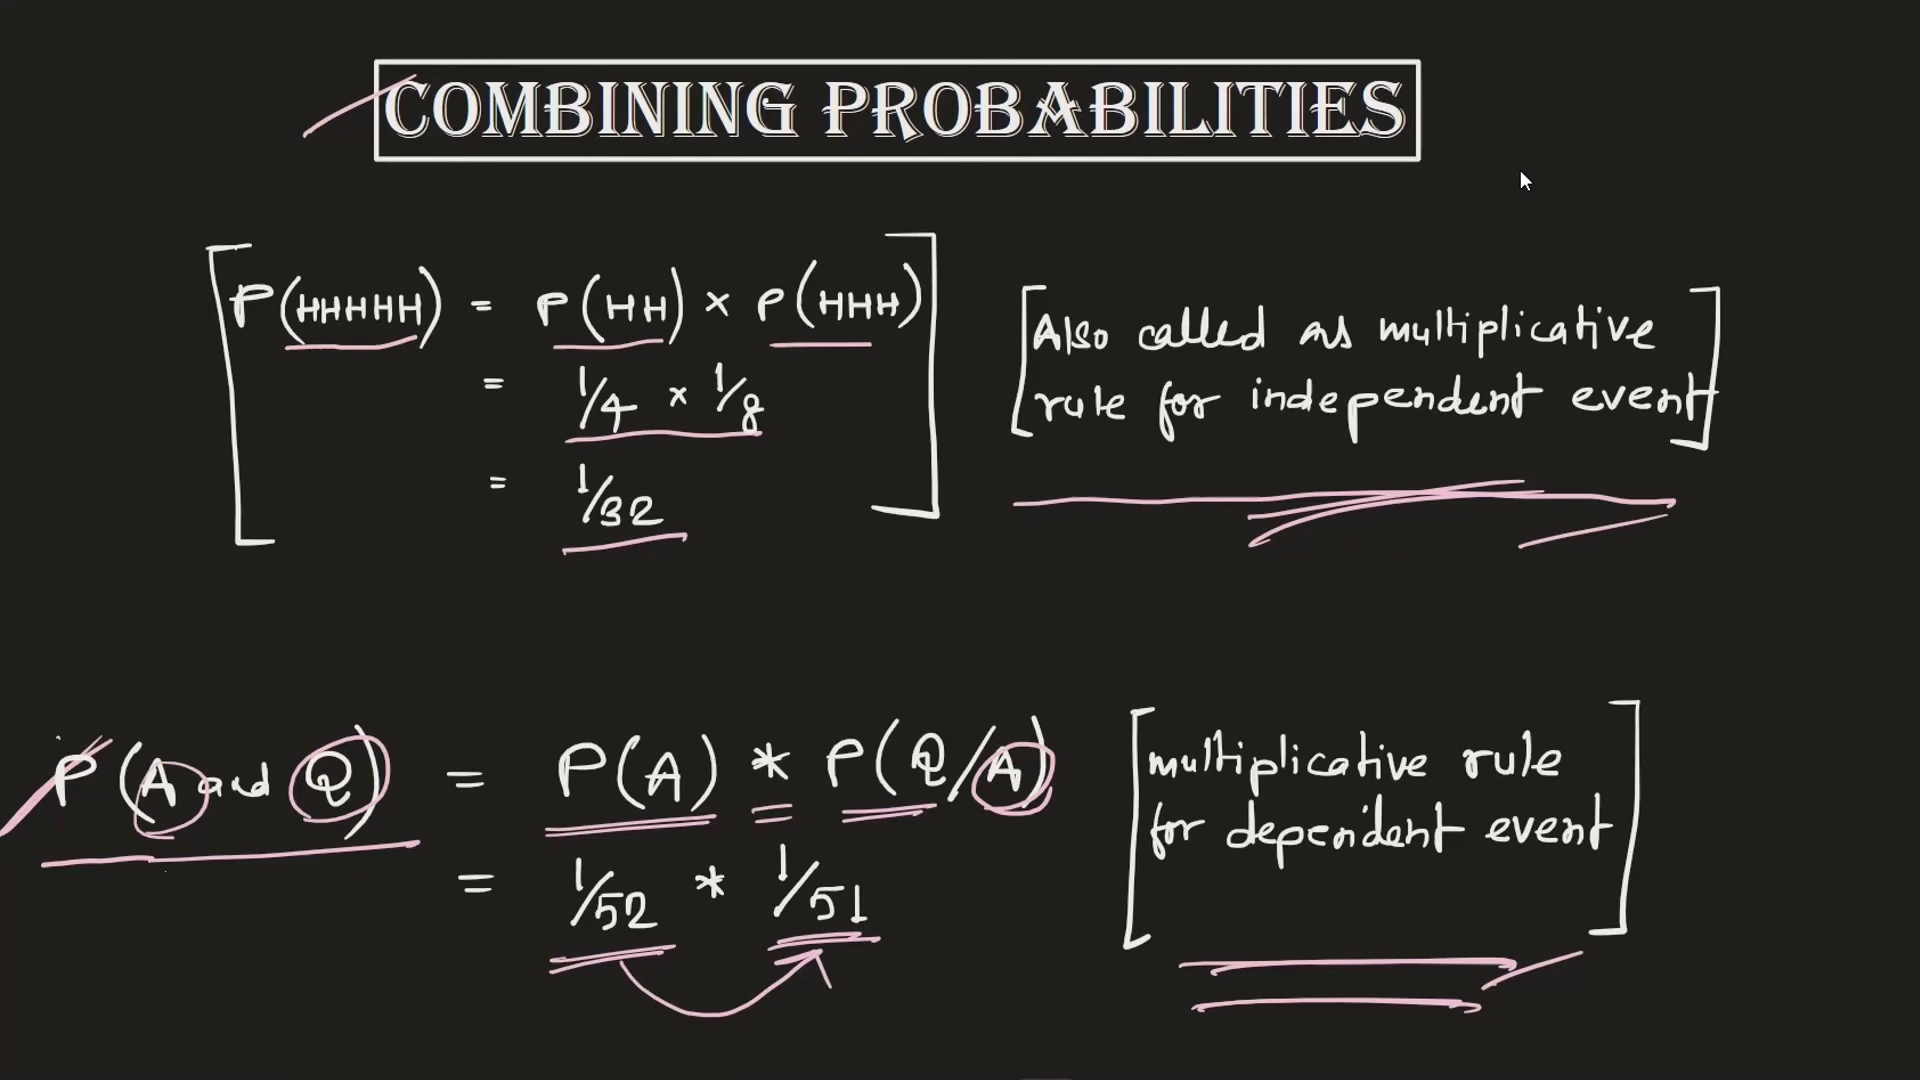 COMBINING PROBABILITIES
P(HHHHH) = P(HH) × P(HHH)
= 1/4 × 1/8
= 1/32
Also called as multiplicative
rule for independent event
P(A and Q) = P(A) * P(Q/A)
= 1/52 * 1/51
multiplicative rule
for dependent event